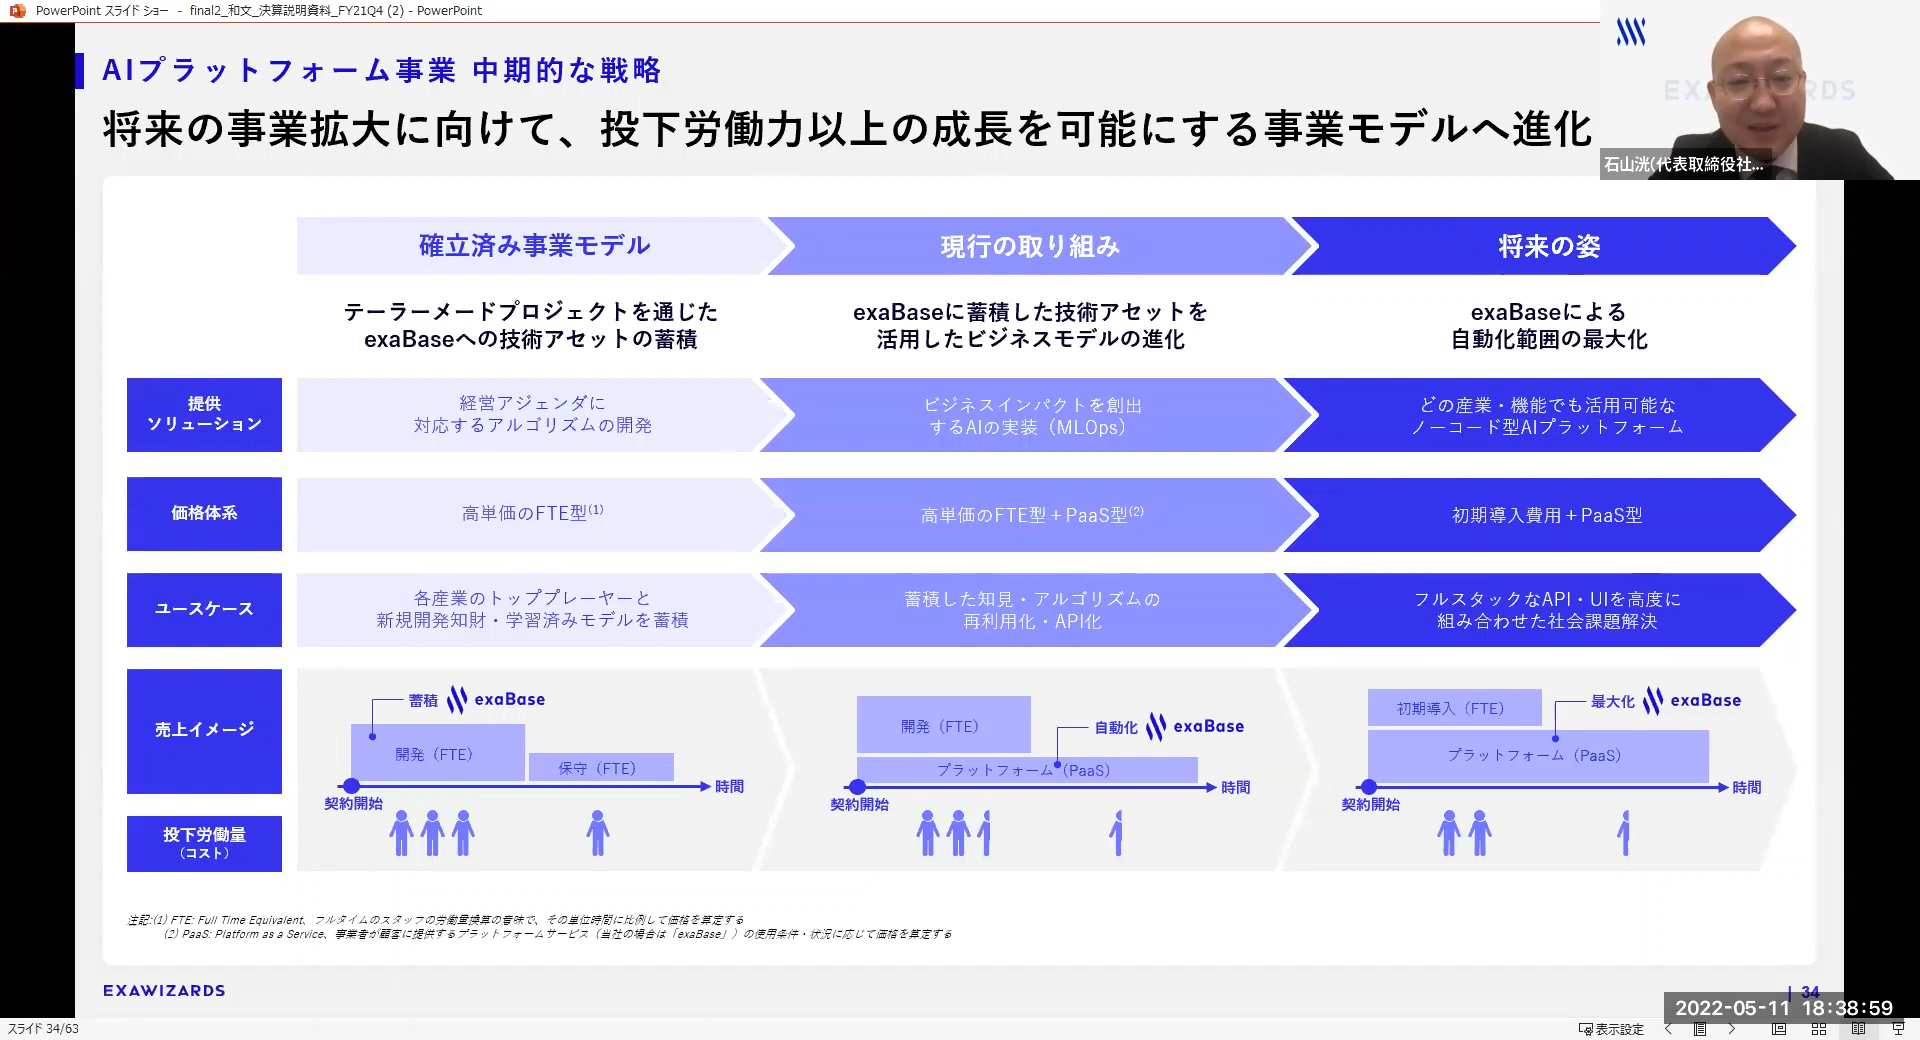 PowerPoint スライド ショー - final2_和文_決算説明資料_FY21Q4 (2) - PowerPoint
AIプラットフォーム事業 中期的な戦略
将来の事業拡大に向けて、投下労働力以上の成長を可能にする事業モデルへ進化
石山洸(代表取締役社...
確立済み事業モデル
現行の取り組み
将来の姿
テーラーメードプロジェクトを通じた
exaBaseへの技術アセットの蓄積
exaBaseに蓄積した技術アセットを
活用したビジネスモデルの進化
exaBaseによる
自動化範囲の最大化
提供
ソリューション
経営アジェンダに
対応するアルゴリズムの開発
ビジネスインパクトを創出
するAIの実装（MLOps）
どの産業・機能でも活用可能な
ノーコード型AIプラットフォーム
価格体系
高単価のFTE型(1)
高単価のFTE型＋PaaS型(2)
初期導入費用＋PaaS型
ユースケース
各産業のトッププレーヤーと
新規開発知財・学習済みモデルを蓄積
蓄積した知見・アルゴリズムの
再利用化・API化
フルスタックなAPI・UIを高度に
組み合わせた社会課題解決
売上イメージ
蓄積 exaBase
開発（FTE）
保守（FTE）
時間
契約開始
開発（FTE）
自動化 exaBase
プラットフォーム（PaaS）
時間
契約開始
初期導入（FTE）
最大化 exaBase
プラットフォーム（PaaS）
時間
契約開始
投下労働量
（コスト）
注記:(1) FTE: Full Time Equivalent、フルタイムのスタッフの労働量換算の意味で、その単位時間に比例して価格を算定する
(2) PaaS: Platform as a Service、事業者が顧客に提供するプラットフォームサービス（当社の場合は「exaBase」）の使用条件・状況に応じて価格を算定する
EXAWIZARDS
34
2022-05-11 18:38:59
スライド 34/63
表示設定